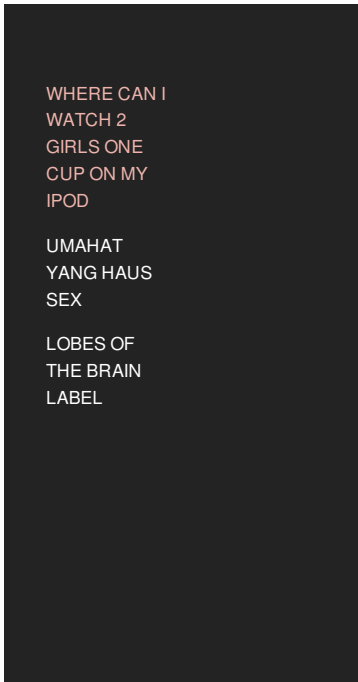 WHERE CAN I
WATCH 2
GIRLS ONE
CUP ON MY
IPOD
UMAHAT
YANG HAUS
SEX
LOBES OF
THE BRAIN
LABEL